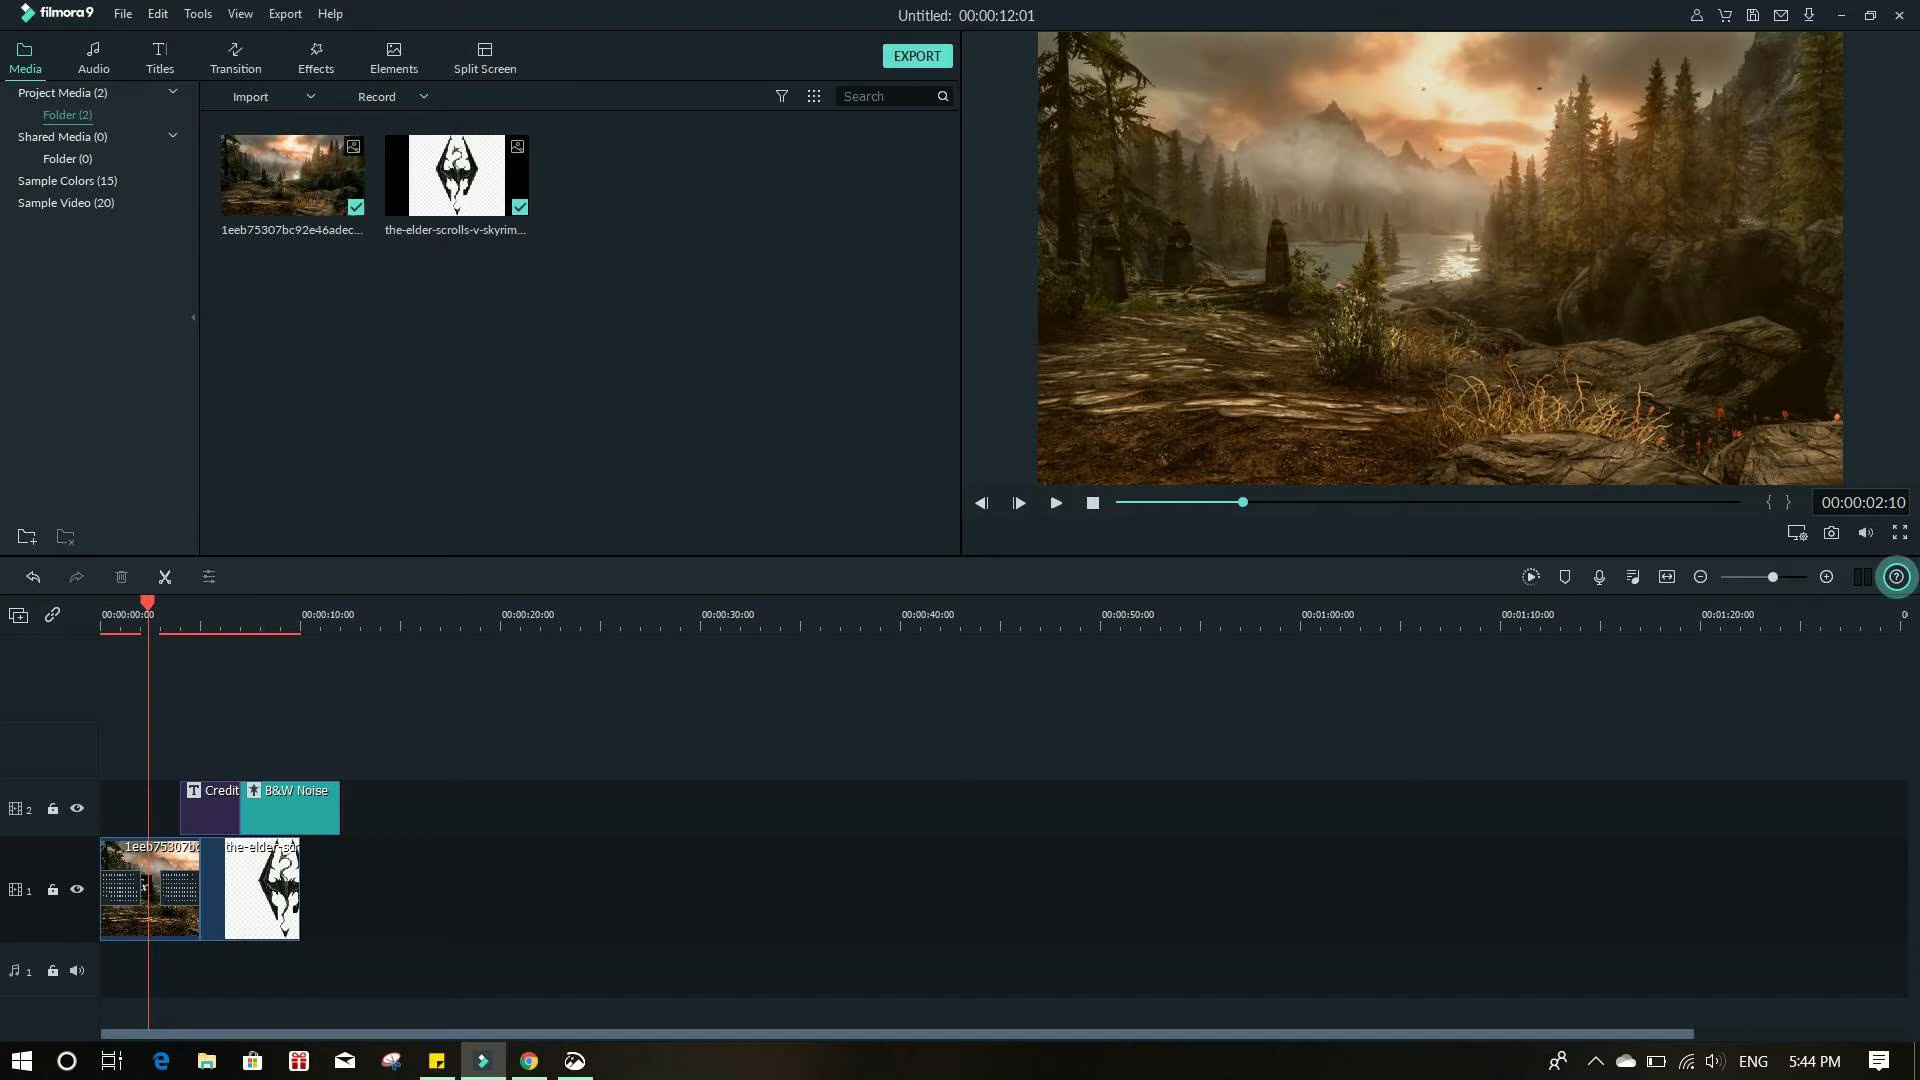 filmora9 File Edit Tools View Export Help Untitled: 00:00:12:01
Media Audio Titles Transition Effects Elements Split Screen EXPORT
Project Media (2) Import Record Search
Folder (2)
Shared Media (0)
Folder (0)
Sample Colors (15)
Sample Video (20)
1eeb75307bc92e46adec... the-elder-scrolls-v-skyrim...
00:00:02:10
00:00:00:00 00:00:10:00 00:00:20:00 00:00:30:00 00:00:40:00 00:00:50:00 00:01:00:00 00:01:10:00 00:01:20:00
Credit B&W Noise
2
1eeb75307bc the-elder-scr
1
1
ENG 5:44 PM